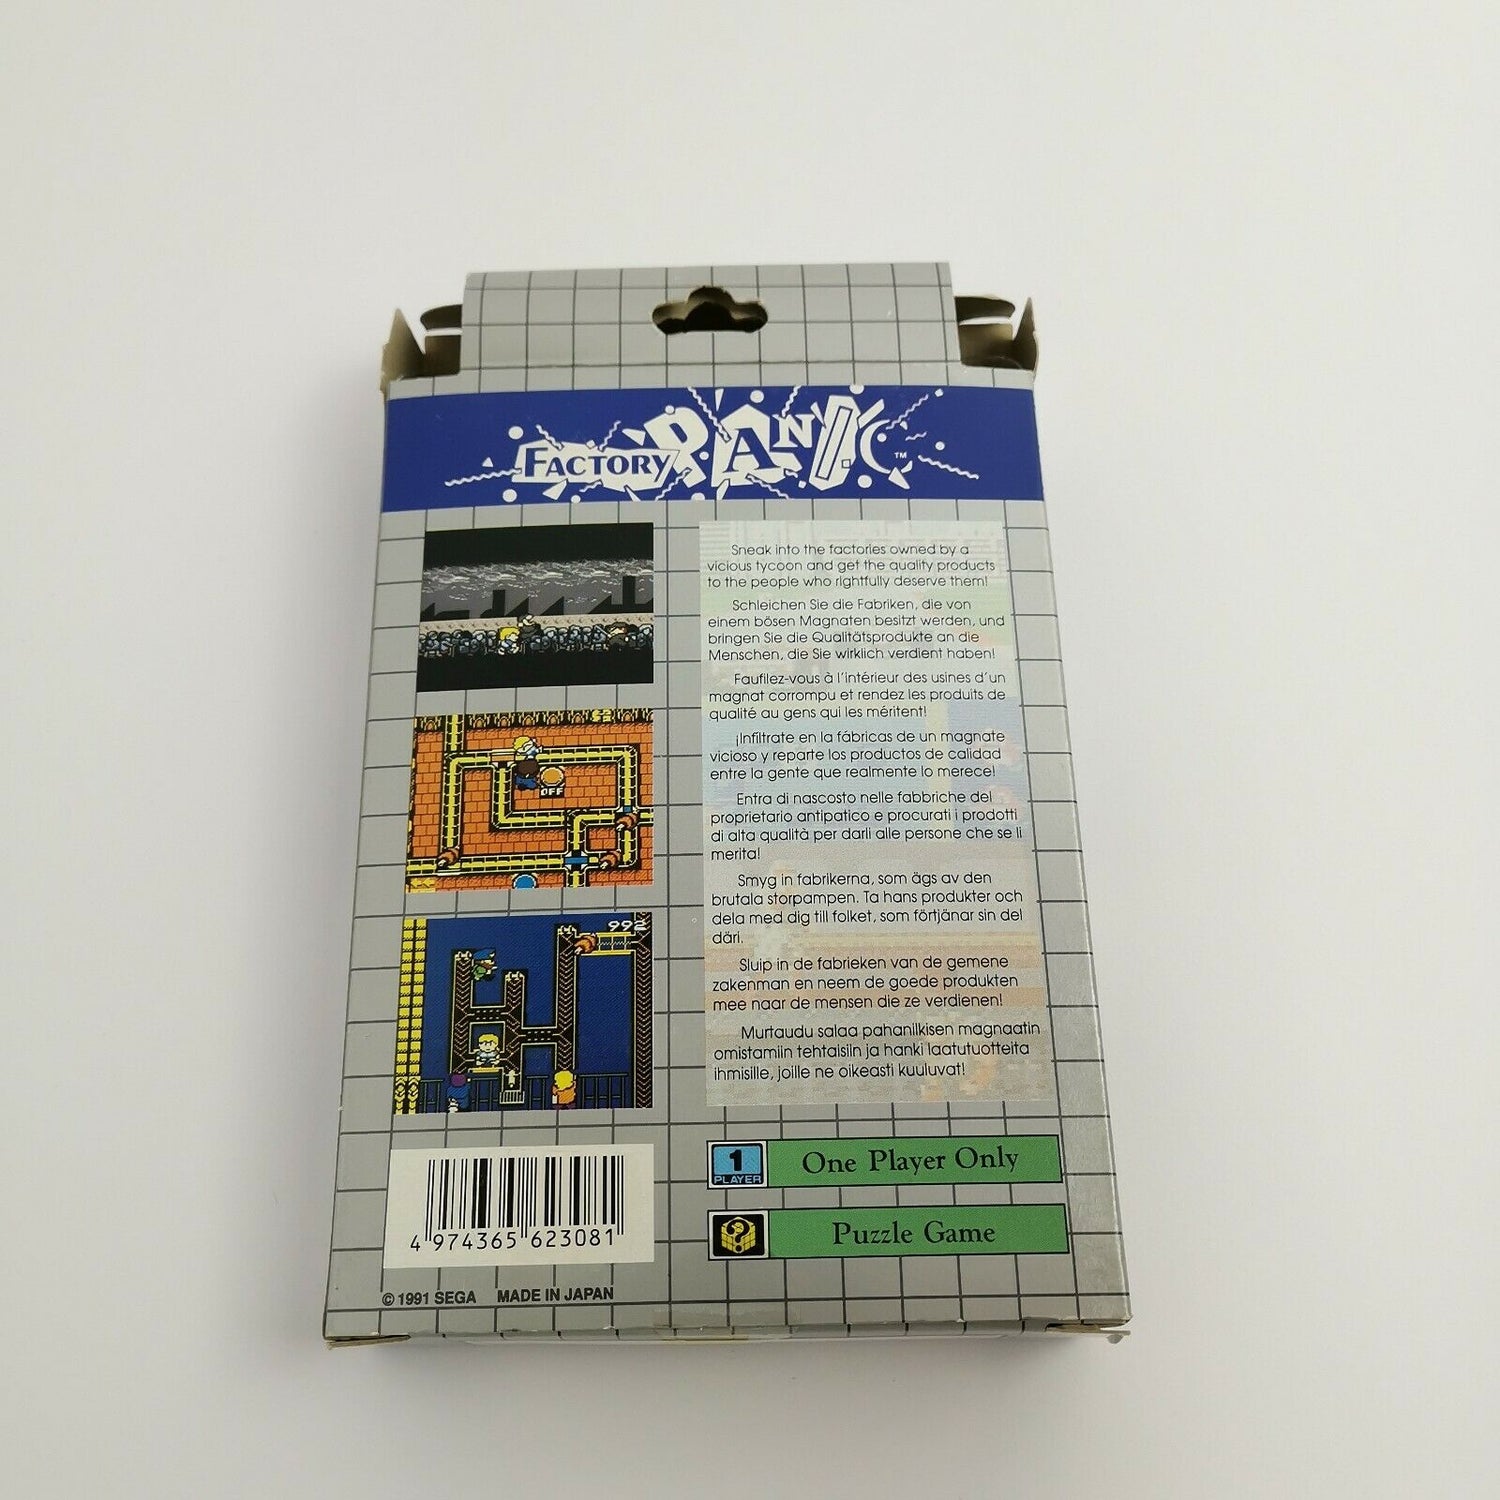 FACTORY PANIC™
Sneak into the factories owned by a
vicious tycoon and get the quality products
to the people who rightfully deserve them!
Schleichen Sie die Fabriken, die von
einem bösen Magnaten besitzt werden, und
bringen Sie die Qualitätsprodukte an die
Menschen, die Sie wirklich verdient haben!
Faufilez-vous à l'intérieur des usines d'un
magnat corrompu et rendez les produits de
qualité au gens qui les méritent!
¡Infíltrate en la fábricas de un magnate
vicioso y reparte los productos de calidad
entre la gente que realmente lo merece!
Entra di nascosto nelle fabbriche del
proprietario antipatico e procurati i prodotti
di alta qualità per darli alle persone che se li
merita!
Smyg in fabrikerna, som ägs av den
brutala storpampen. Ta hans produkter och
dela med dig till folket, som förtjänar sin del
däri.
Sluip in de fabrieken van de gemene
zakenman en neem de goede produkten
mee naar de mensen die ze verdienen!
Murtaudu salaa pahanilkisen magnaatin
omistamiin tehtaisiin ja hanki laatutuotteita
ihmisille, joille ne oikeasti kuuluvat!
OFF
992
1
PLAYER
One Player Only
Puzzle Game
4 974365 623081
© 1991 SEGA MADE IN JAPAN